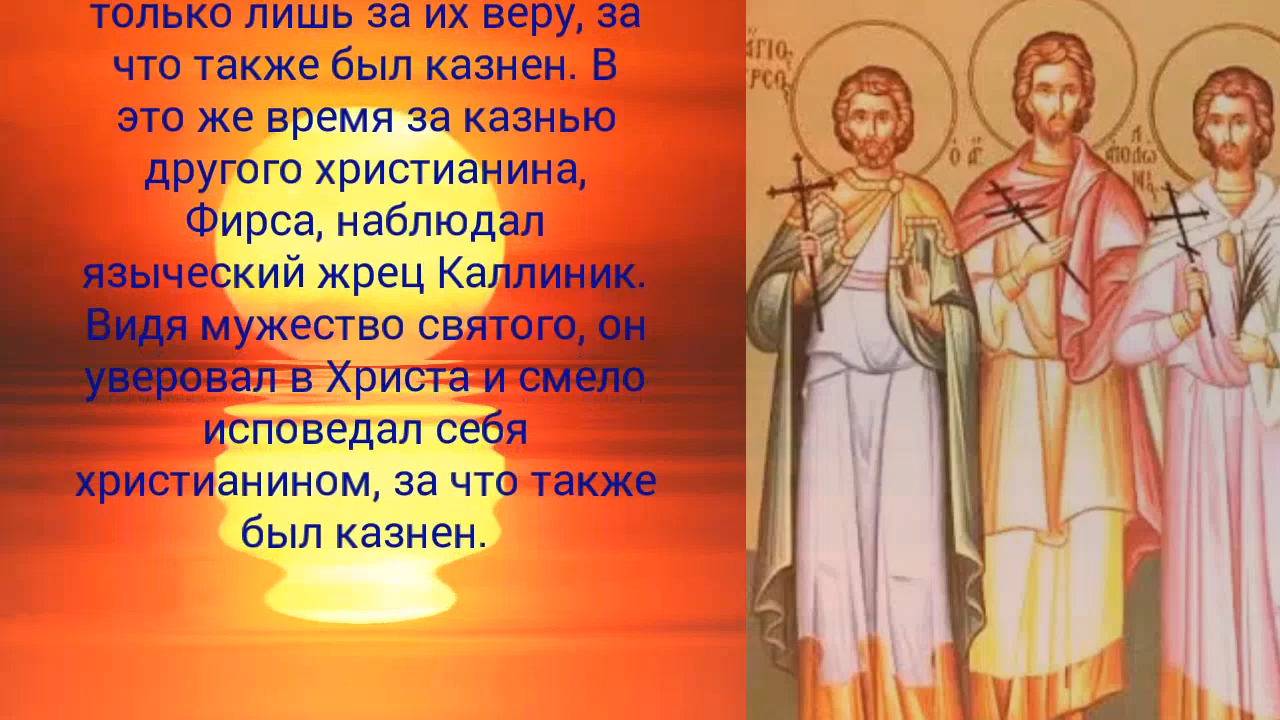 только лишь за их веру, за
что также был казнен. В
это же время за казнью
другого христианина,
Фирса, наблюдал
языческий жрец Каллиник.
Видя мужество святого, он
уверовал в Христа и смело
исповедал себя
христианином, за что также
был казнен.